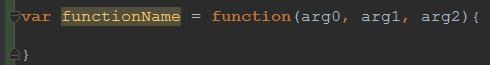 var functionName = function(arg0, arg1, arg2){
}